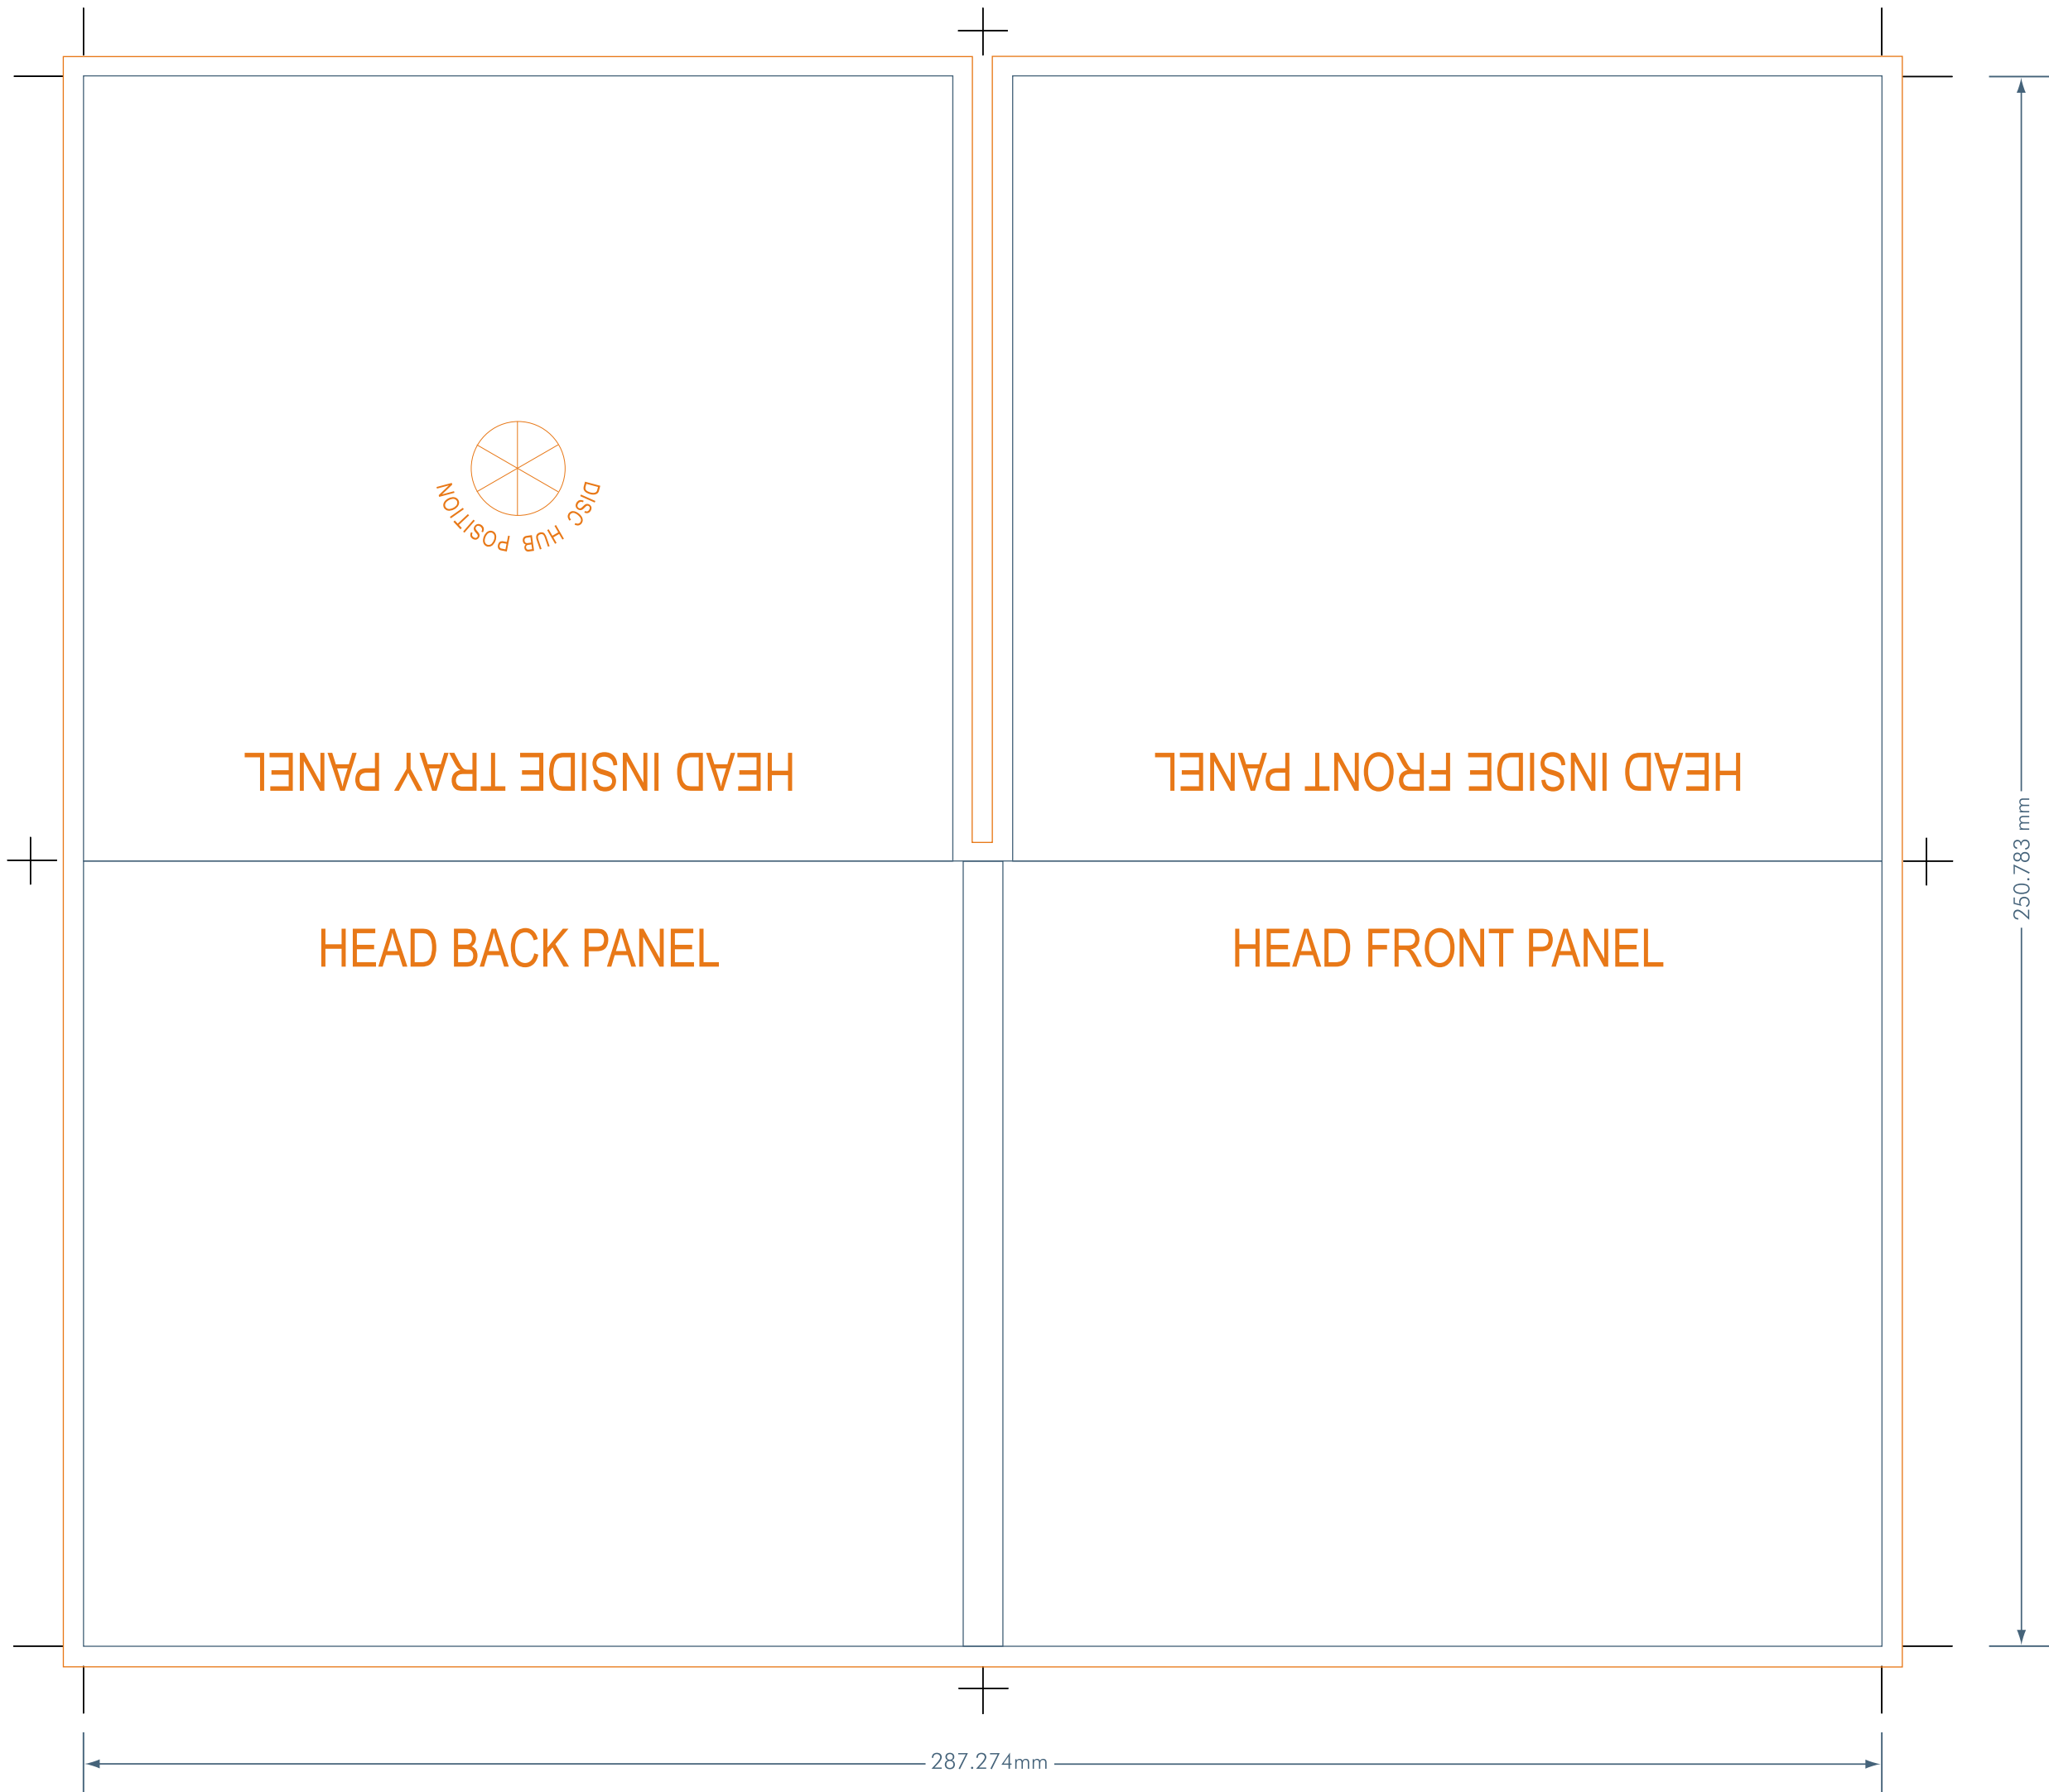 DISC HUB POSITION
HEAD INSIDE TRAY PANEL
HEAD INSIDE FRONT PANEL
HEAD BACK PANEL
HEAD FRONT PANEL
250.783 mm
287.274mm